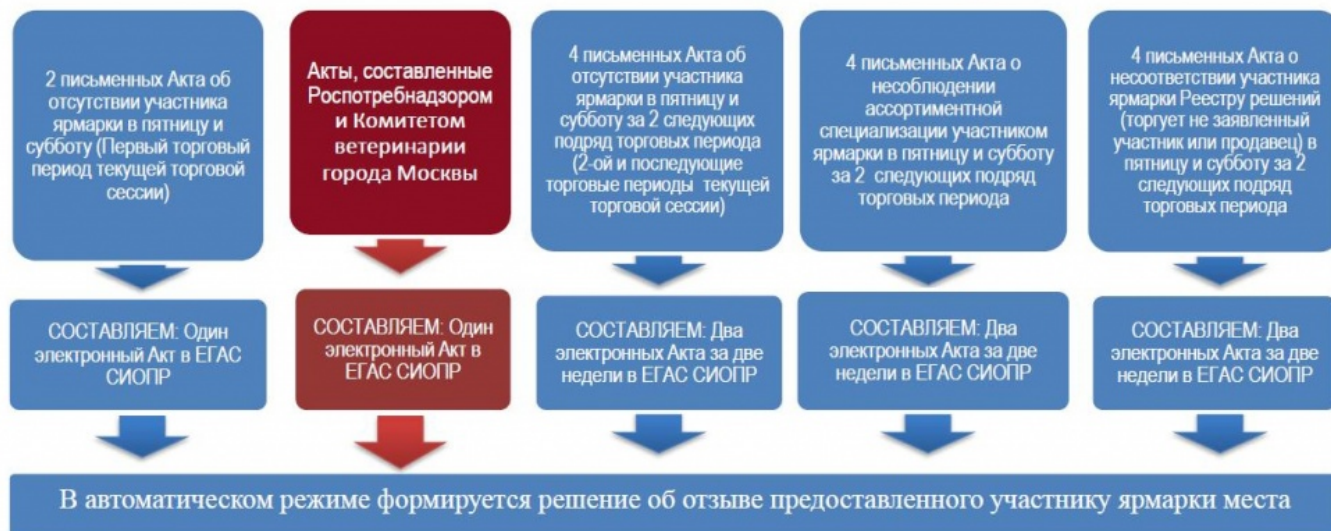 2 письменных Акта об
отсутствии участника
ярмарки в пятницу и
субботу (Первый торговый
период текущей торговой
сессии)
Акты, составленные
Роспотребнадзором
и Комитетом
ветеринарии
города Москвы
4 письменных Акта об
отсутствии участника
ярмарки в пятницу и
субботу за 2 следующих
подряд торговых периода
(2-ой и последующие
торговые периоды текущей
торговой сессии)
4 письменных Акта о
несоблюдении
ассортиментной
специализации участником
ярмарки в пятницу и субботу
за 2 следующих подряд
торговых периода
4 письменных Акта о
несоответствии участника
ярмарки Реестру решений
(торгует не заявленный
участник или продавец) в
пятницу и субботу за 2
следующих подряд
торговых периода
СОСТАВЛЯЕМ: Один
электронный Акт в ЕГАС
СИОПР
СОСТАВЛЯЕМ: Один
электронный Акт в
ЕГАС СИОПР
СОСТАВЛЯЕМ: Два
электронных Акта за две
недели в ЕГАС СИОПР
СОСТАВЛЯЕМ: Два
электронных Акта за две
недели в ЕГАС СИОПР
СОСТАВЛЯЕМ: Два
электронных Акта за две
недели в ЕГАС СИОПР
В автоматическом режиме формируется решение об отзыве предоставленного участнику ярмарки места